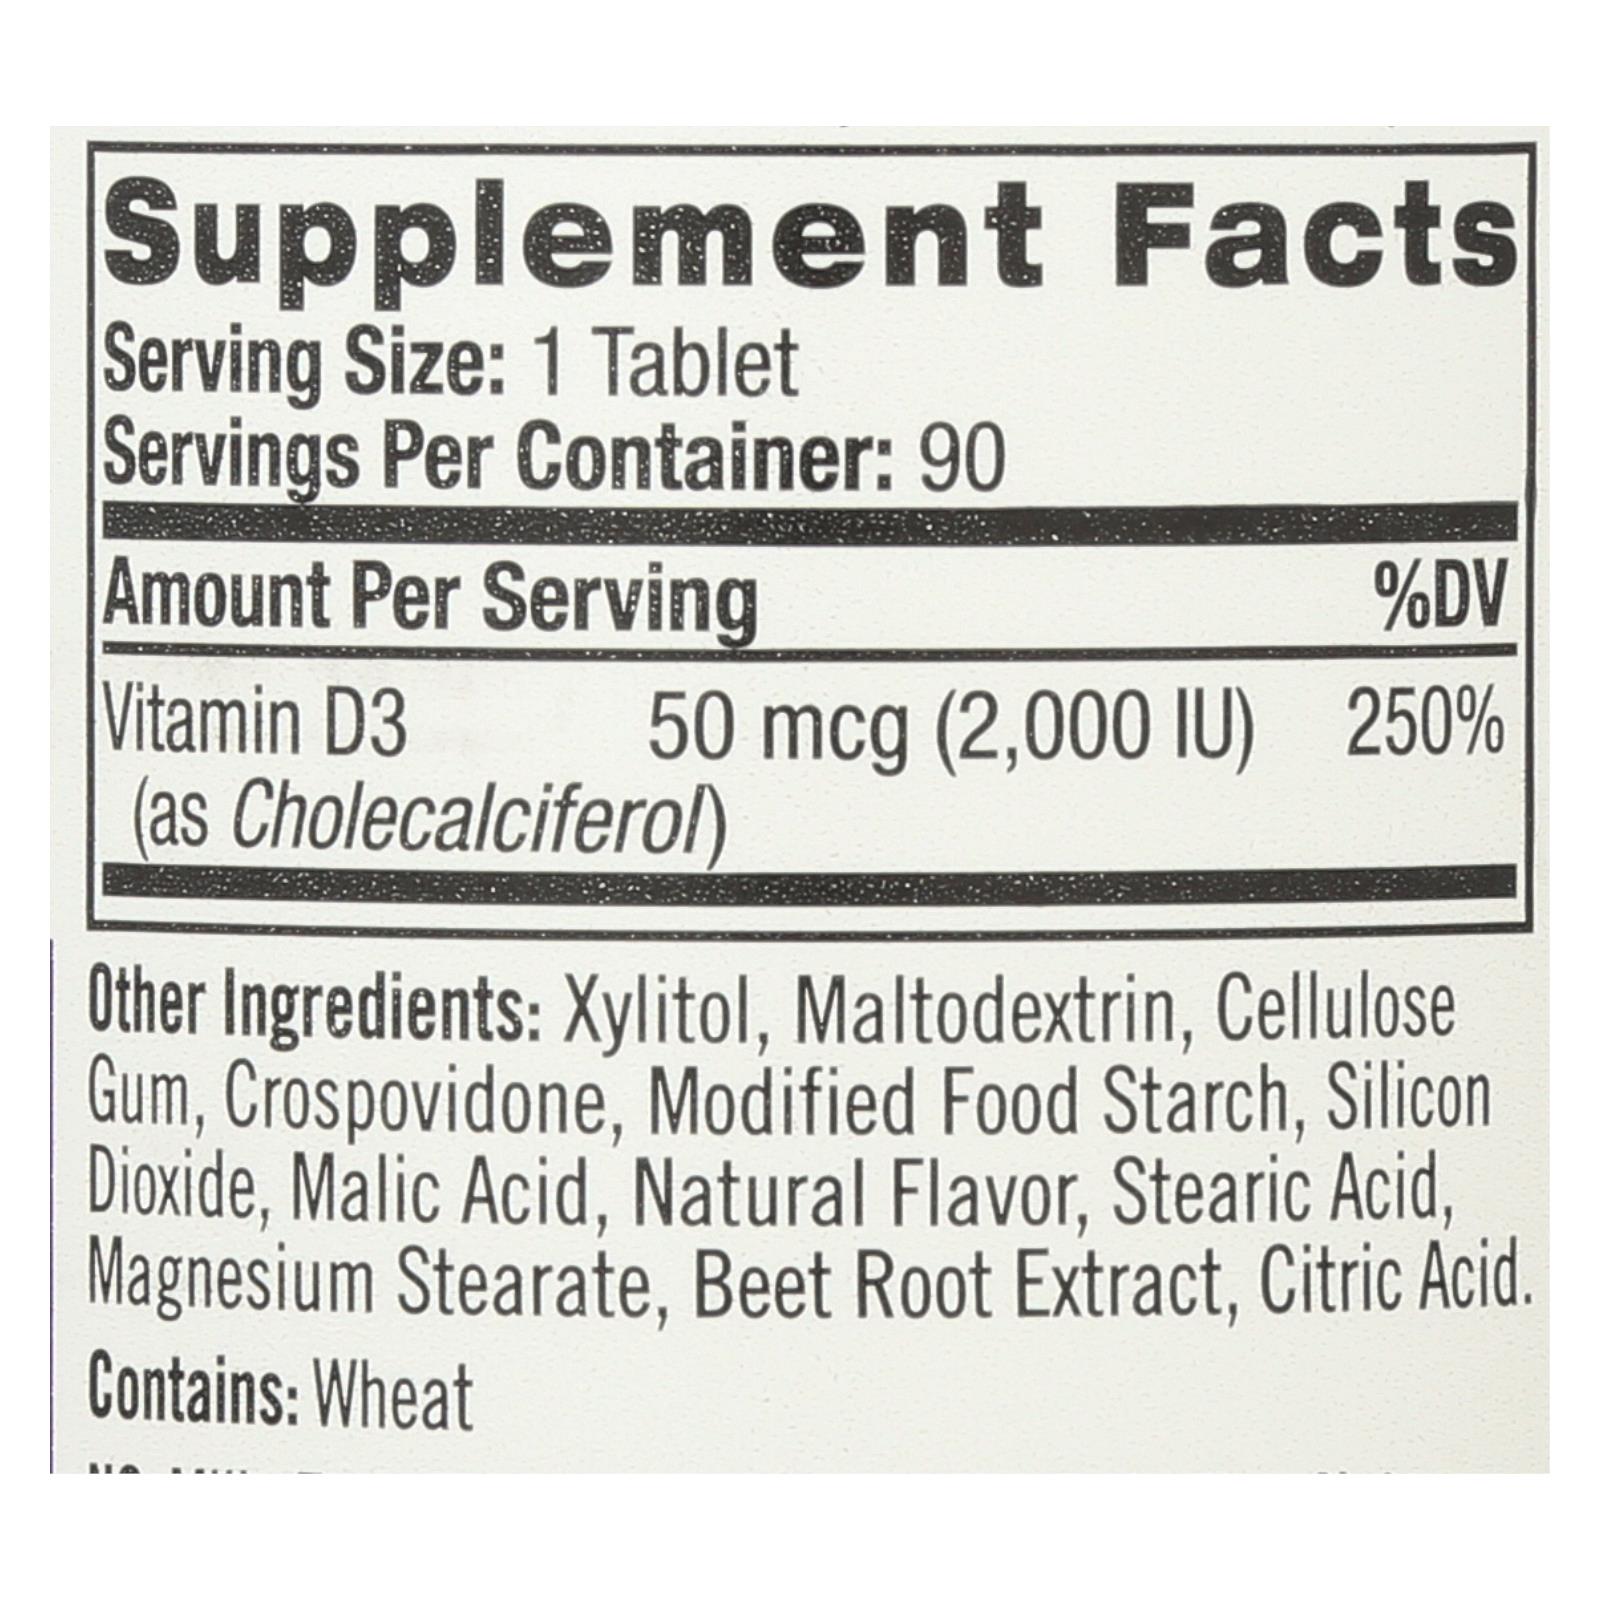 Supplement Facts
Serving Size: 1 Tablet
Servings Per Container: 90
Amount Per Serving %DV
Vitamin D3 50 mcg (2,000 IU) 250%
(as Cholecalciferol)
Other Ingredients: Xylitol, Maltodextrin, Cellulose
Gum, Crospovidone, Modified Food Starch, Silicon
Dioxide, Malic Acid, Natural Flavor, Stearic Acid,
Magnesium Stearate, Beet Root Extract, Citric Acid.
Contains: Wheat